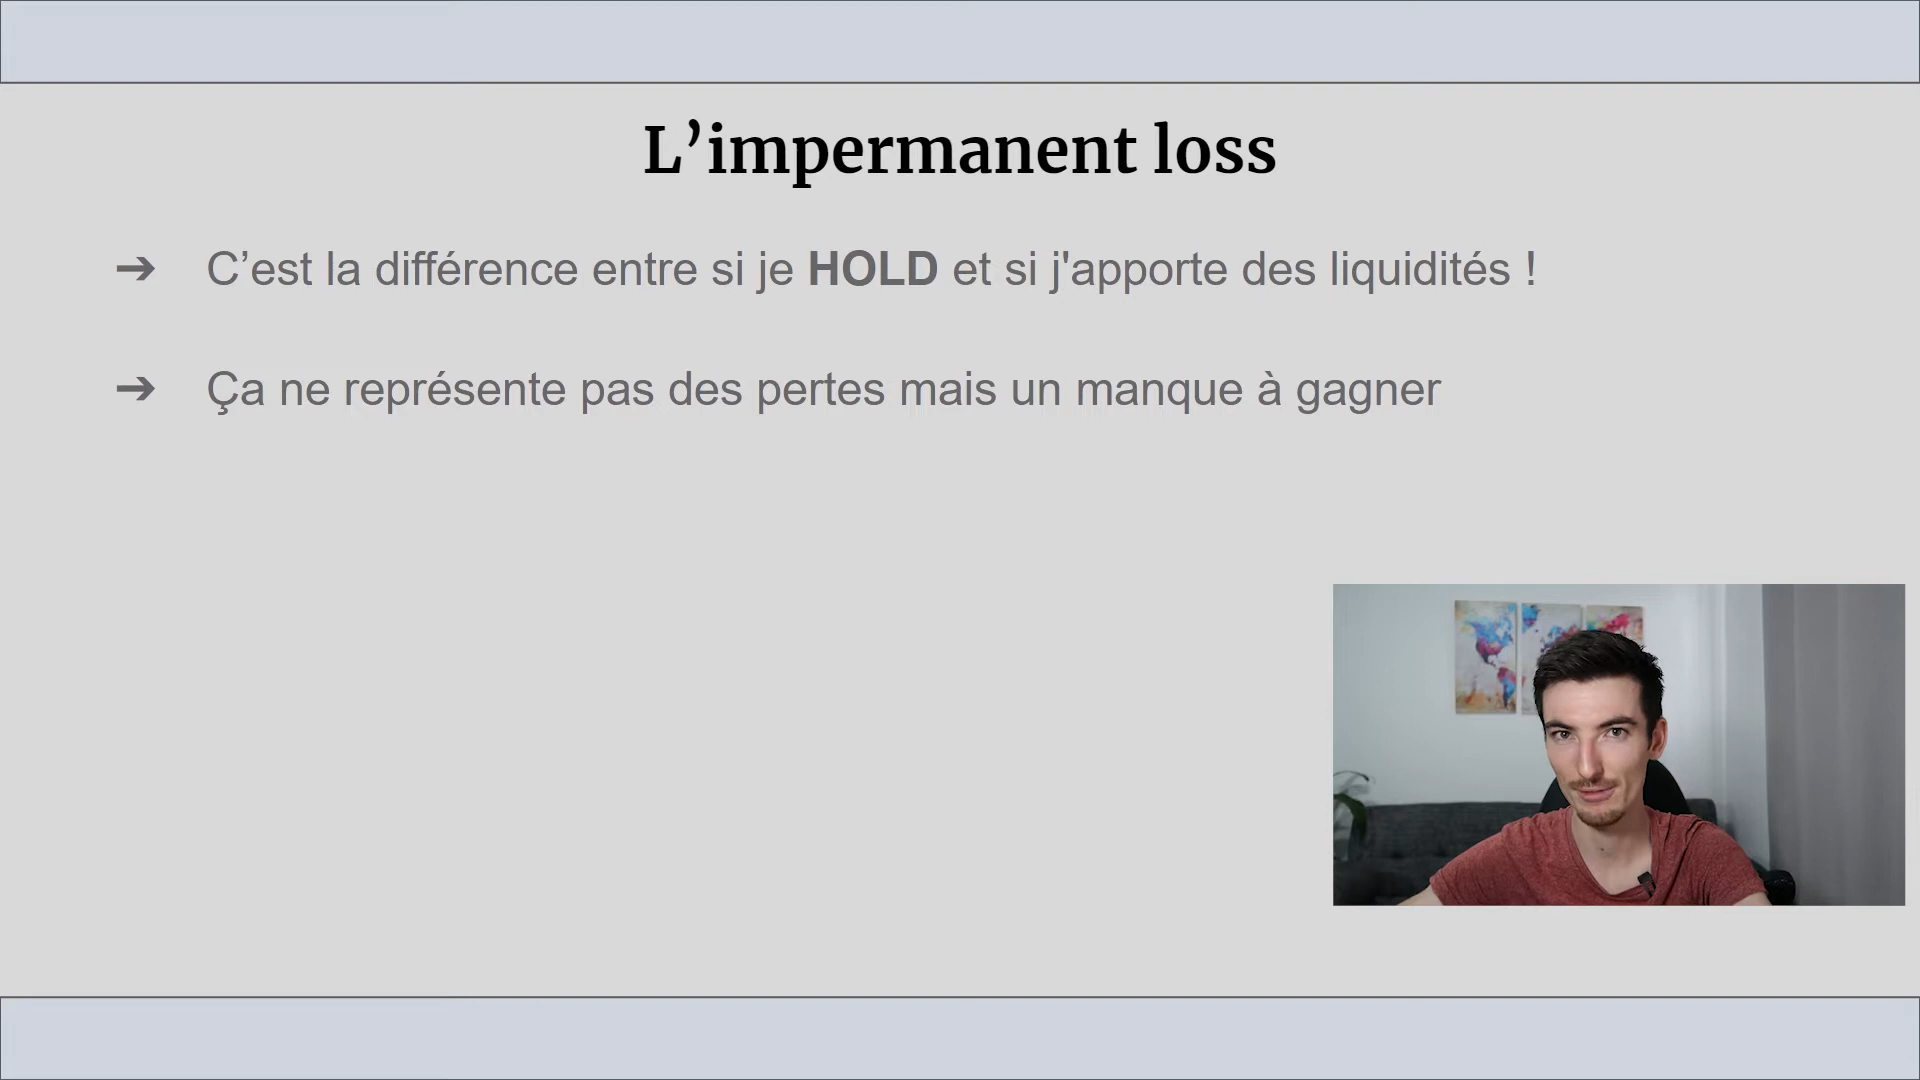 L’impermanent loss
➔ C’est la différence entre si je HOLD et si j'apporte des liquidités !
➔ Ça ne représente pas des pertes mais un manque à gagner